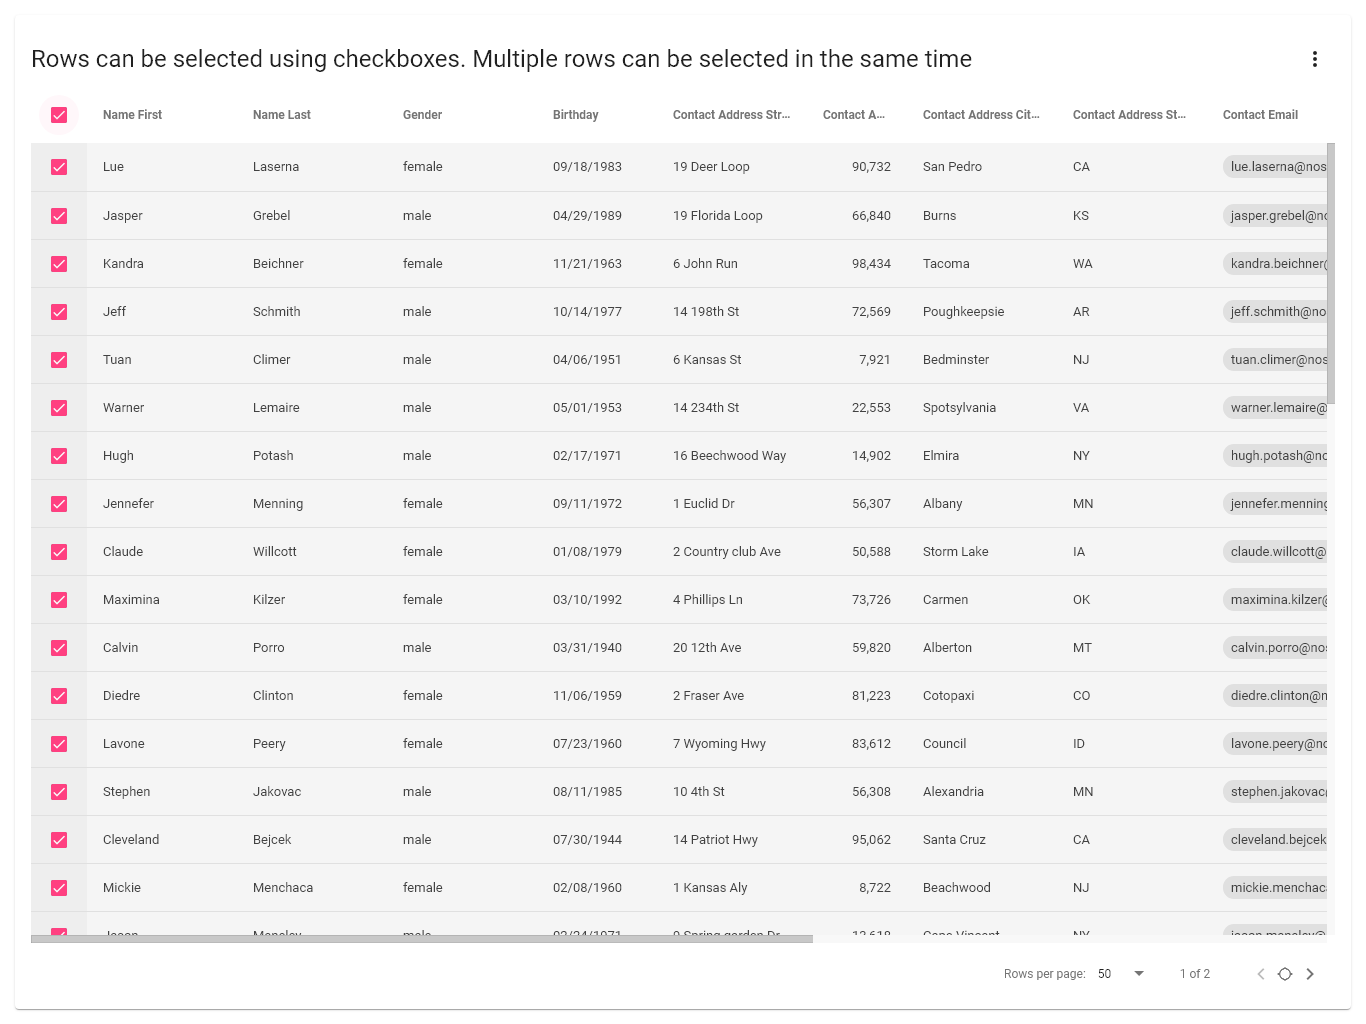 Rows can be selected using checkboxes. Multiple rows can be selected in the same time
Name First Name Last Gender Birthday Contact Address Str... Contact A... Contact Address Cit... Contact Address St... Contact Email
Lue Laserna female 09/18/1983 19 Deer Loop 90,732 San Pedro CA lue.laserna@nos
Jasper Grebel male 04/29/1989 19 Florida Loop 66,840 Burns KS jasper.grebel@no
Kandra Beichner female 11/21/1963 6 John Run 98,434 Tacoma WA kandra.beichner@
Jeff Schmith male 10/14/1977 14 198th St 72,569 Poughkeepsie AR jeff.schmith@no
Tuan Climer male 04/06/1951 6 Kansas St 7,921 Bedminster NJ tuan.climer@nos
Warner Lemaire male 05/01/1953 14 234th St 22,553 Spotsylvania VA warner.lemaire@
Hugh Potash male 02/17/1971 16 Beechwood Way 14,902 Elmira NY hugh.potash@no
Jennefer Menning female 09/11/1972 1 Euclid Dr 56,307 Albany MN jennefer.menning
Claude Willcott female 01/08/1979 2 Country club Ave 50,588 Storm Lake IA claude.willcott@
Maximina Kilzer female 03/10/1992 4 Phillips Ln 73,726 Carmen OK maximina.kilzer@
Calvin Porro male 03/31/1940 20 12th Ave 59,820 Alberton MT calvin.porro@nos
Diedre Clinton female 11/06/1959 2 Fraser Ave 81,223 Cotopaxi CO diedre.clinton@n
Lavone Peery female 07/23/1960 7 Wyoming Hwy 83,612 Council ID lavone.peery@no
Stephen Jakovac male 08/11/1985 10 4th St 56,308 Alexandria MN stephen.jakovac@
Cleveland Bejcek male 07/30/1944 14 Patriot Hwy 95,062 Santa Cruz CA cleveland.bejcek
Mickie Menchaca female 02/08/1960 1 Kansas Aly 8,722 Beachwood NJ mickie.menchac
Rows per page: 50 1 of 2